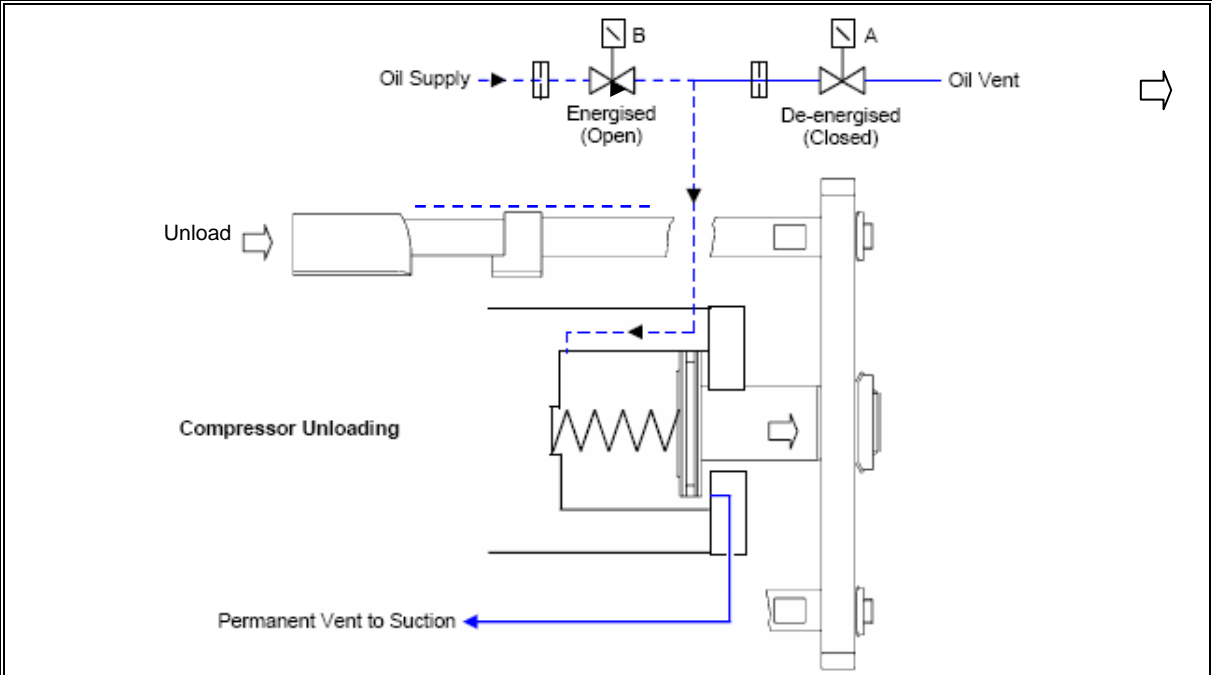 B
A
Oil Supply
Oil Vent
Energised
(Open)
De-energised
(Closed)
Unload
Compressor Unloading
Permanent Vent to Suction